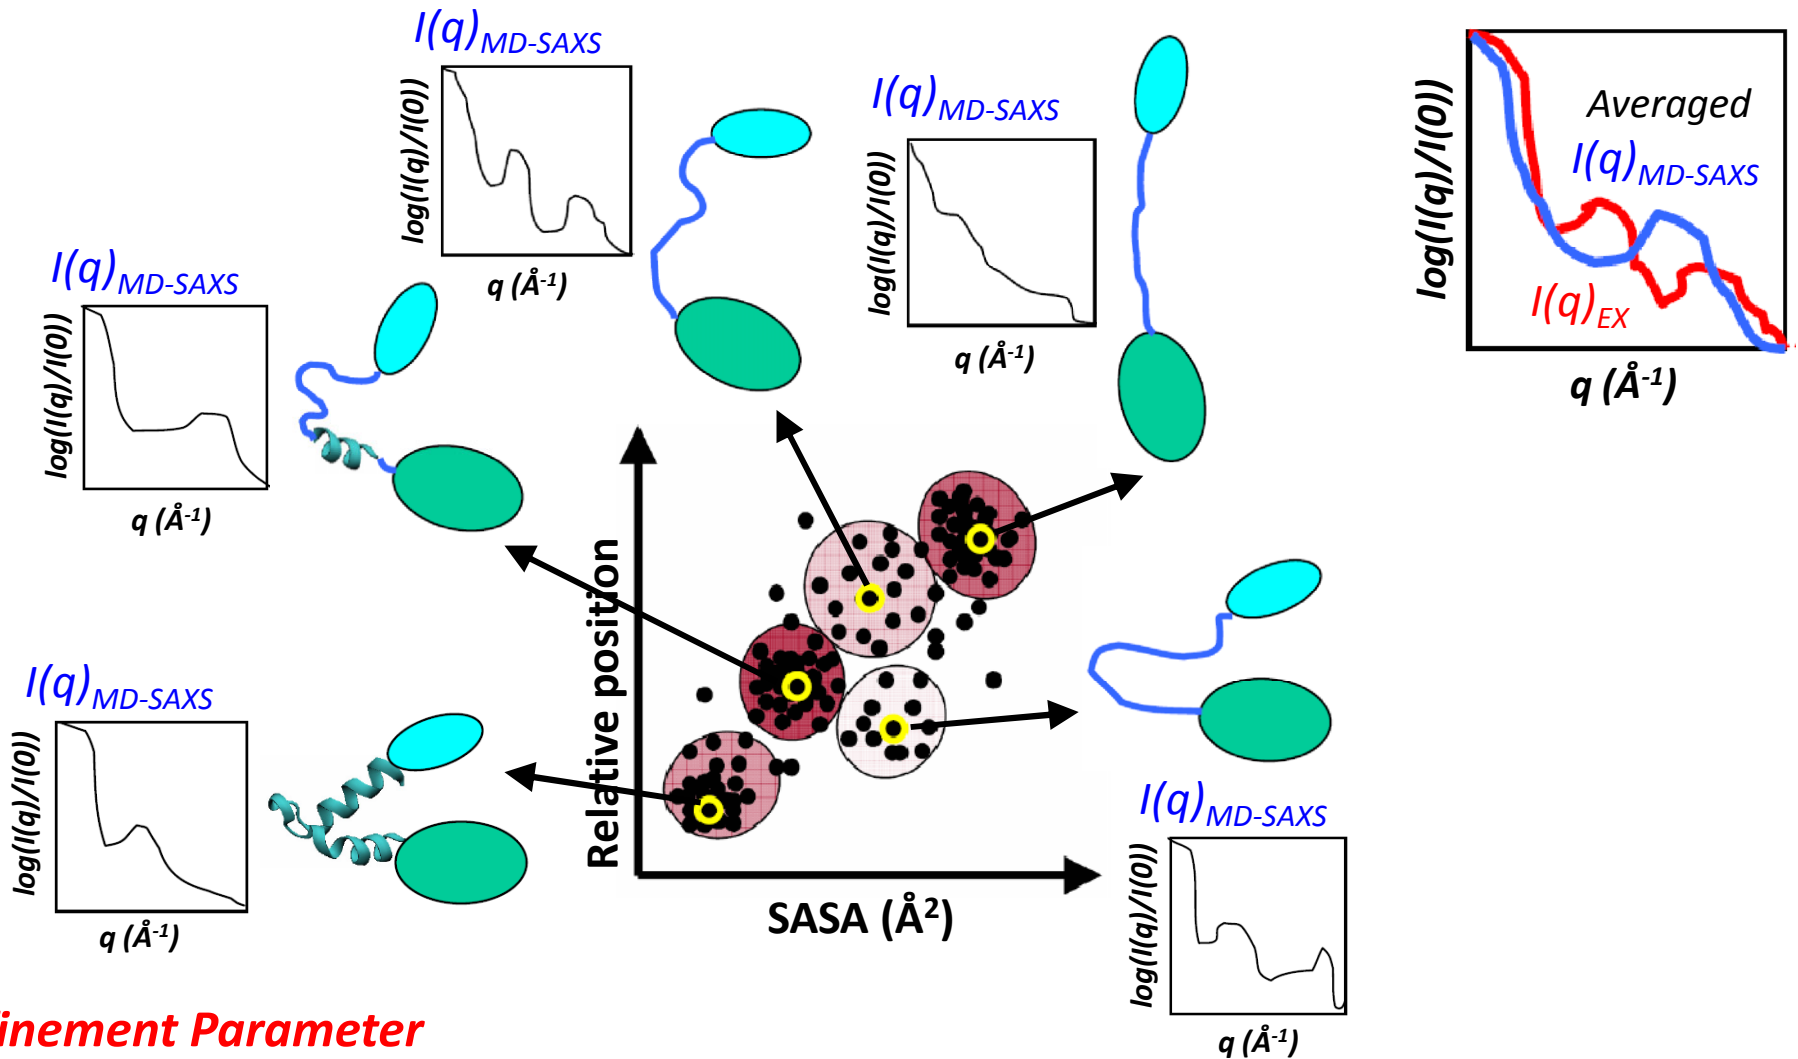 I(q)MD-SAXS
log(I(q)/I(0))
q (Å-1)
I(q)MD-SAXS
log(I(q)/I(0))
q (Å-1)
log(I(q)/I(0))
Averaged
I(q)MD-SAXS
I(q)EX
q (Å-1)
I(q)MD-SAXS
log(I(q)/I(0))
q (Å-1)
I(q)MD-SAXS
log(I(q)/I(0))
q (Å-1)
Relative position
SASA (Å2)
I(q)MD-SAXS
log(I(q)/I(0))
q (Å-1)
inement Parameter